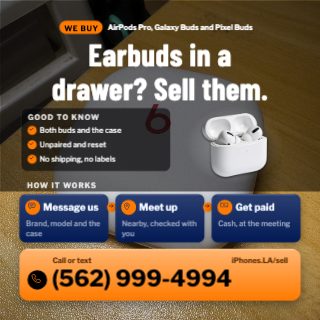 WE BUY AirPods Pro, Galaxy Buds and Pixel Buds
Earbuds in a
drawer? Sell them.
GOOD TO KNOW
Both buds and the case
Unpaired and reset
No shipping, no labels
6
HOW IT WORKS
Message us
Brand, model and the
case
Meet up
Nearby, checked with
you
Get paid
Cash, at the meeting
Call or text
iPhones.LA/sell
(562) 999-4994